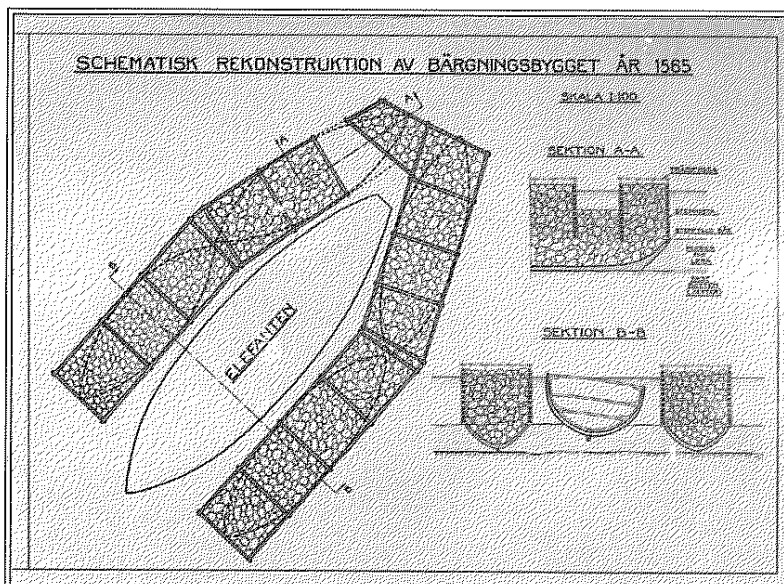 SCHEMATISK REKONSTRUKTION AV BÄRGNINGSBYGGET ÅR 1565
SKALA 1:100
A
A
SEKTION A-A
B
ELEFANTEN
SEKTION B-B
B